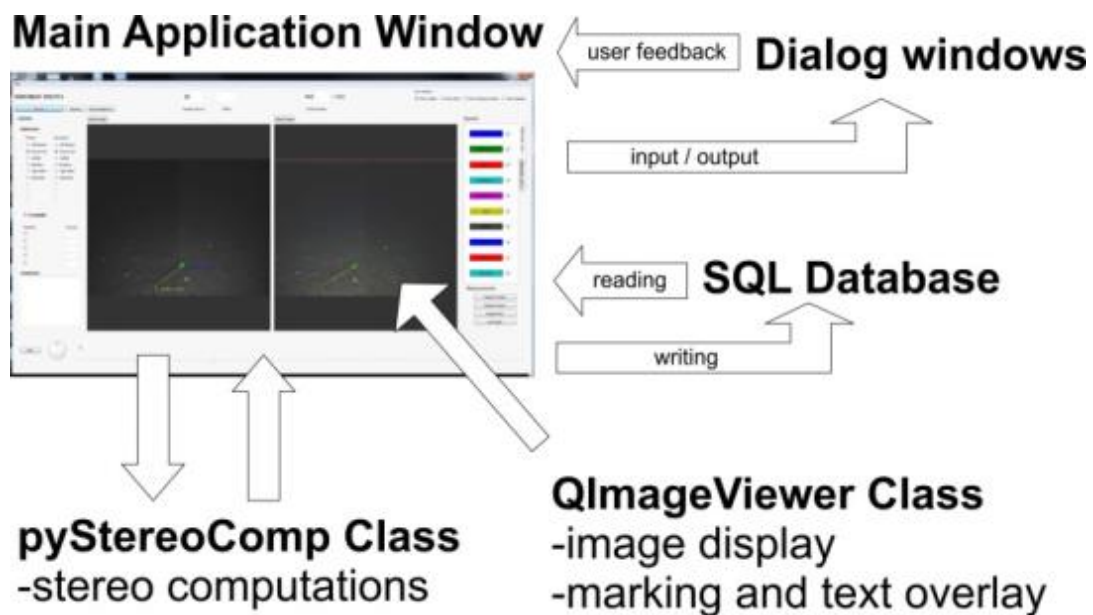 Main Application Window
user feedback
Dialog windows
input / output
reading
SQL Database
writing
pyStereoComp Class
-stereo computations
QImageViewer Class
-image display
-marking and text overlay